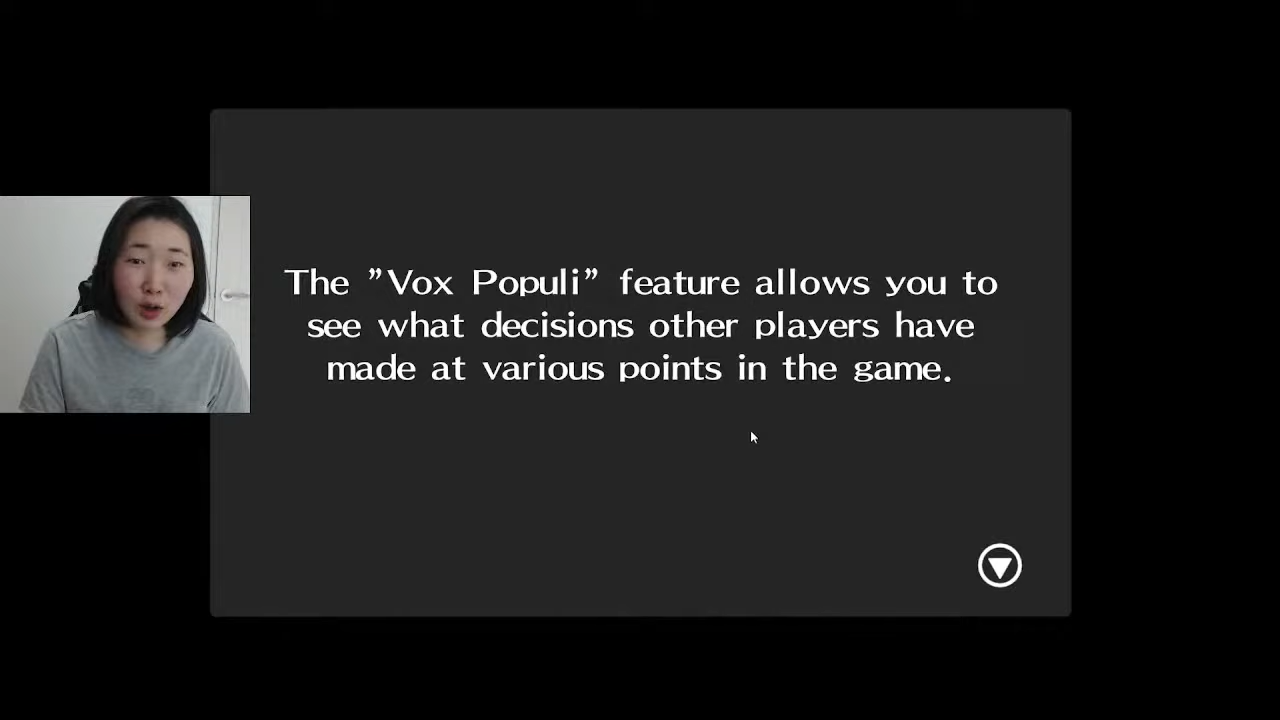 The "Vox Populi" feature allows you to
see what decisions other players have
made at various points in the game.